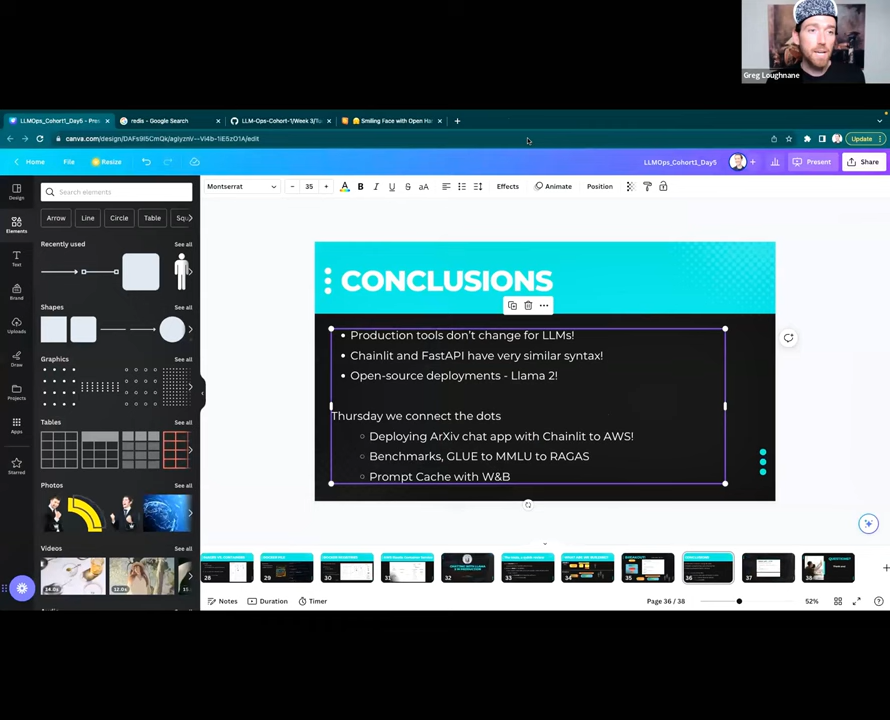 Greg Loughnane
LLMOps_Cohort1_Day5 - Pres
redis - Google Search
LLM-Ops-Cohort-1/Week 3/Tu
Smiling Face with Open Ha
canva.com/design/
Update
Home
File
Resize
LLMOps_Cohort1_Day5
Present
Share
Design
Search elements
Montserrat
35
A
B
I
U
S
aA
Effects
Animate
Position
Arrow
Line
Circle
Table
Squ
Elements
Recently used
See all
Text
Brand
Shapes
See all
Uploads
Graphics
See all
Draw
Projects
Apps
Tables
See all
Starred
Photos
See all
Videos
See all
14.0s
12.0s
CONCLUSIONS
Production tools don't change for LLMs!
Chainlit and FastAPI have very similar syntax!
Open-source deployments - Llama 2!
Thursday we connect the dots
Deploying ArXiv chat app with Chainlit to AWS!
Benchmarks, GLUE to MMLU to RAGAS
Prompt Cache with W&B
28
29
30
31
32
33
34
35
36
37
38
Notes
Duration
Timer
Page 36 / 38
52%